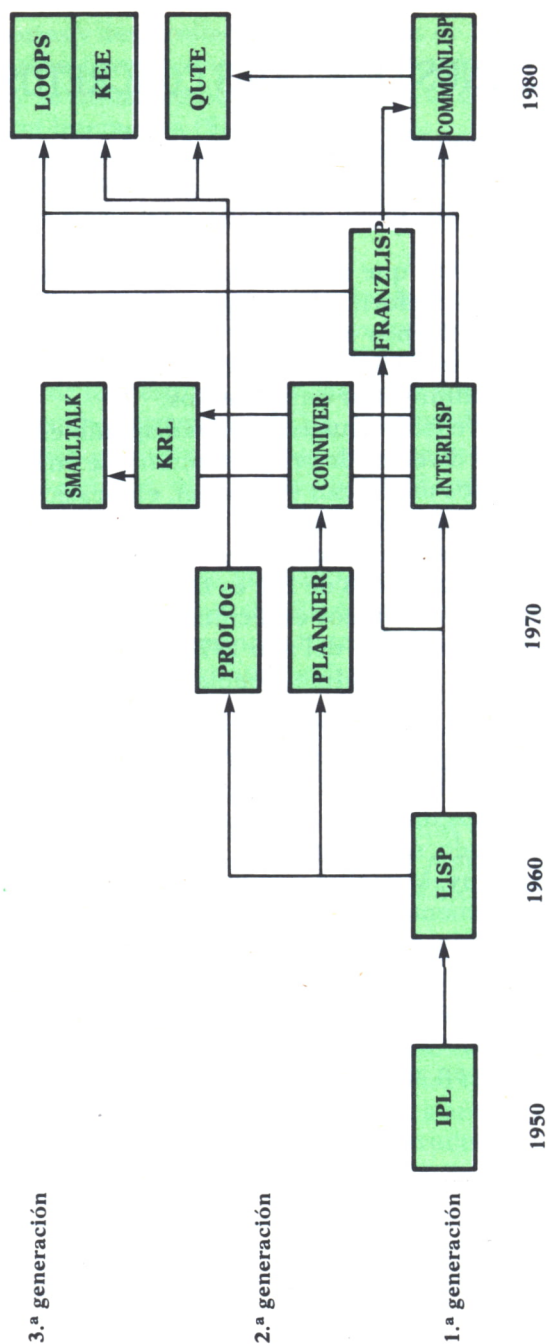 3.ª generación
2.ª generación
1.ª generación
LOOPS
KEE
SMALLTALK
KRL
QUTE
PROLOG
CONNIVER
PLANNER
FRANZLISP
COMMONLISP
INTERLISP
LISP
IPL
1950
1960
1970
1980